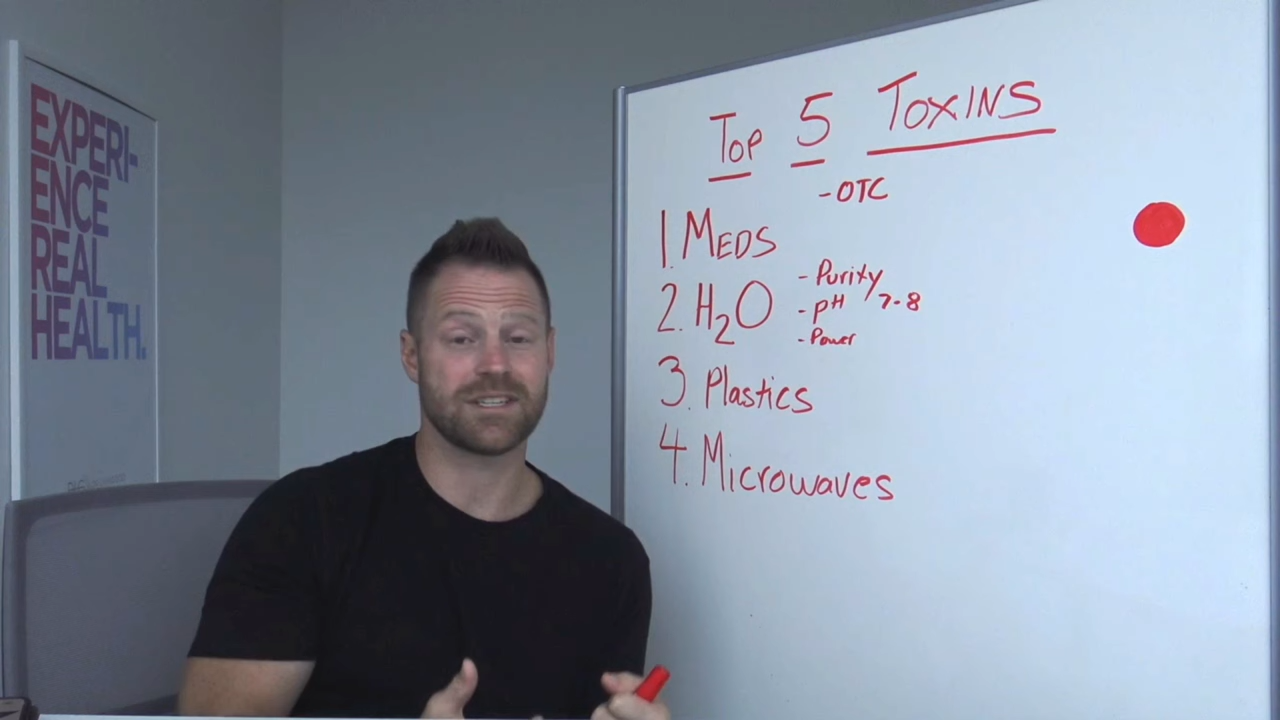 EXPERI-
ENCE
REAL
HEALTH.
Top 5 TOXINS
- OTC
1. MEDS
2. H2O
- Purity
- pH 7-8
- Power
3. Plastics
4. Microwaves